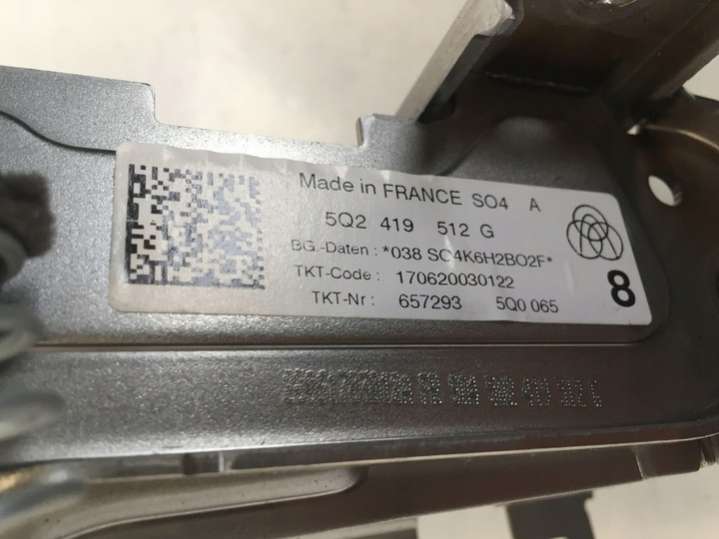 Made in FRANCE SO4 A
5Q2 419 512 G
BG.-Daten : *038 SO4K6H2BO2F*
TKT-Code : 170620030122
TKT-Nr : 657293 5Q0 065
8